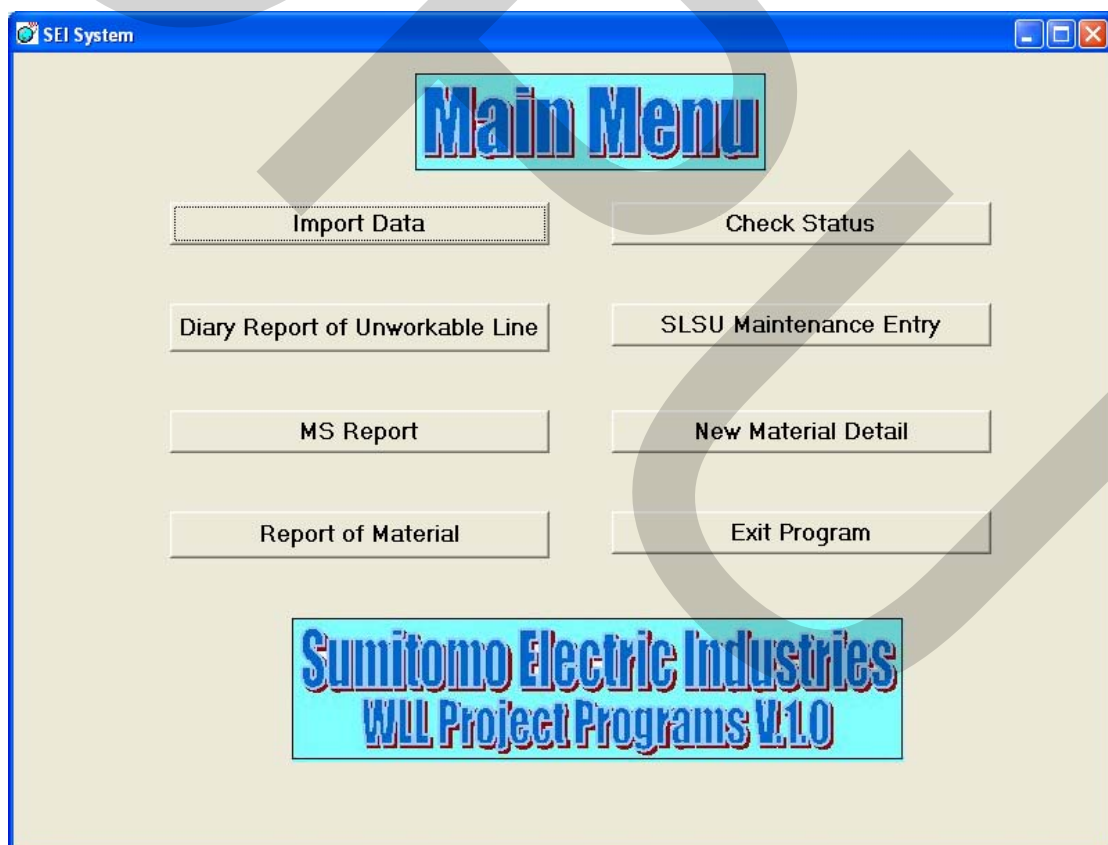 SEI System
Main Menu
Import Data
Check Status
Diary Report of Unworkable Line
SLSU Maintenance Entry
MS Report
New Material Detail
Report of Material
Exit Program
Sumitomo Electric Industries
WLL Project Programs V.1.0